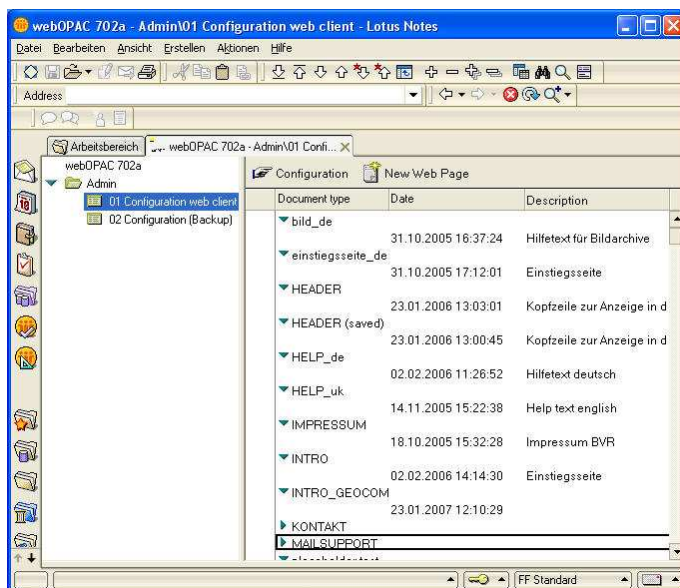 webOPAC 702a - Admin\01 Configuration web client - Lotus Notes
Datei Bearbeiten Ansicht Erstellen Aktionen Hilfe
Address
Arbeitsbereich webOPAC 702a - Admin\01 Confi...
webOPAC 702a
Admin
01 Configuration web client
02 Configuration (Backup)
Configuration New Web Page
Document type Date Description
bild_de
31.10.2005 16:37:24 Hilfetext für Bildarchive
einstiegsseite_de
31.10.2005 17:12:01 Einstiegsseite
HEADER
23.01.2006 13:03:01 Kopfzeile zur Anzeige in d
HEADER (saved)
23.01.2006 13:00:45 Kopfzeile zur Anzeige in d
HELP_de
02.02.2006 11:26:52 Hilfetext deutsch
HELP_uk
14.11.2005 15:22:38 Help text english
IMPRESSUM
18.10.2005 15:32:28 Impressum BVR
INTRO
02.02.2006 14:14:30 Einstiegsseite
INTRO_GEOCOM
23.01.2007 12:10:29
KONTAKT
MAILSUPPORT
FF Standard